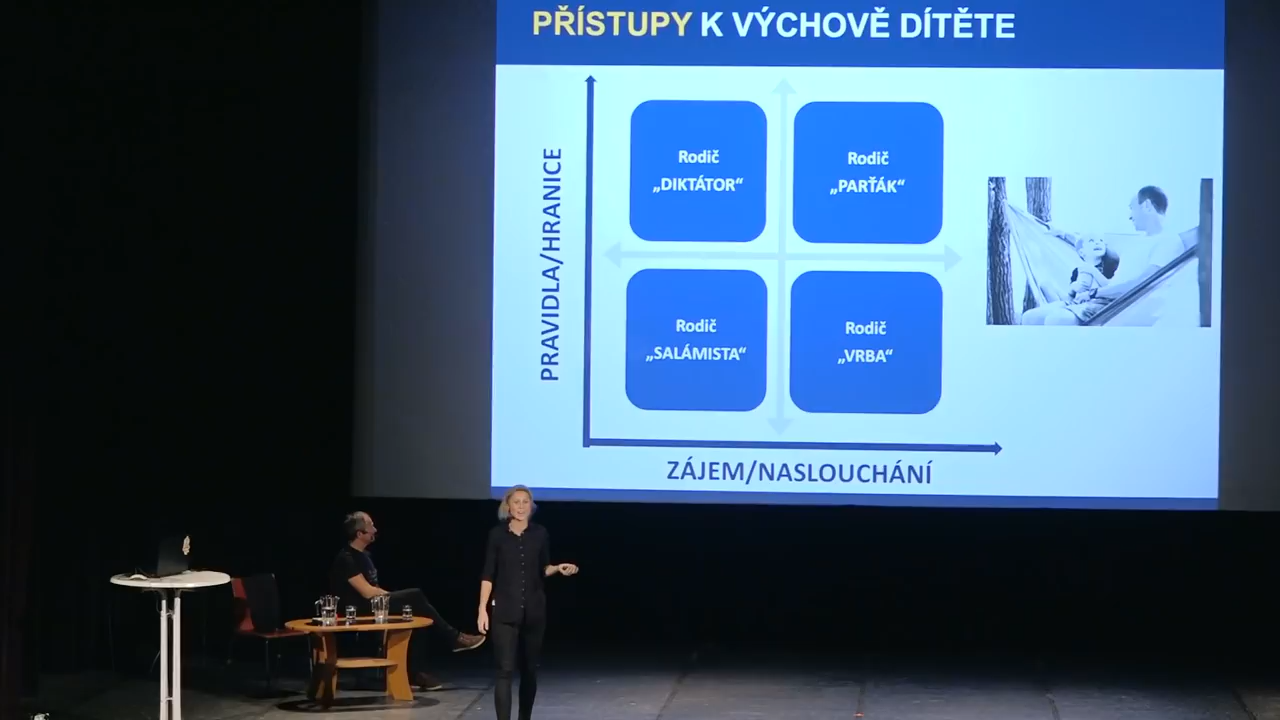 PŘÍSTUPY K VÝCHOVĚ DÍTĚTE
PRAVIDLA/HRANICE
Rodič
„DIKTÁTOR“
Rodič
„PARŤÁK“
Rodič
„SALÁMISTA“
Rodič
„VRBA“
ZÁJEM/NASLOUCHÁNÍ